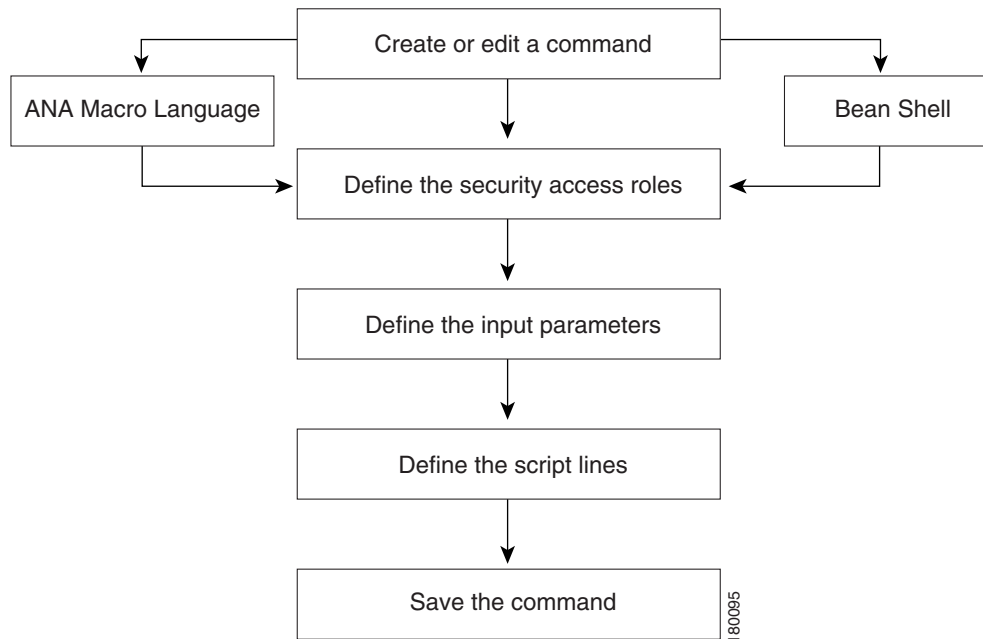 Create or edit a command
ANA Macro Language
Bean Shell
Define the security access roles
Define the input parameters
Define the script lines
Save the command
180095